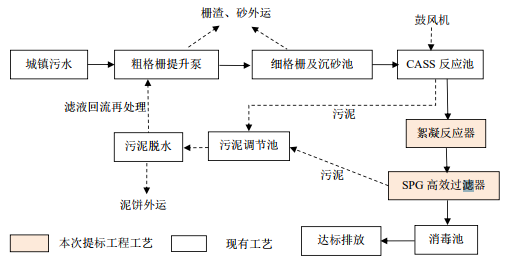 栅渣、砂外运
鼓风机
城镇污水
粗格栅提升泵
细格栅及沉砂池
CASS 反应池
滤液回流再处理
污泥
絮凝反应器
污泥脱水
污泥调节池
污泥
SPG 高效过滤器
泥饼外运
本次提标工程工艺
现有工艺
达标排放
消毒池